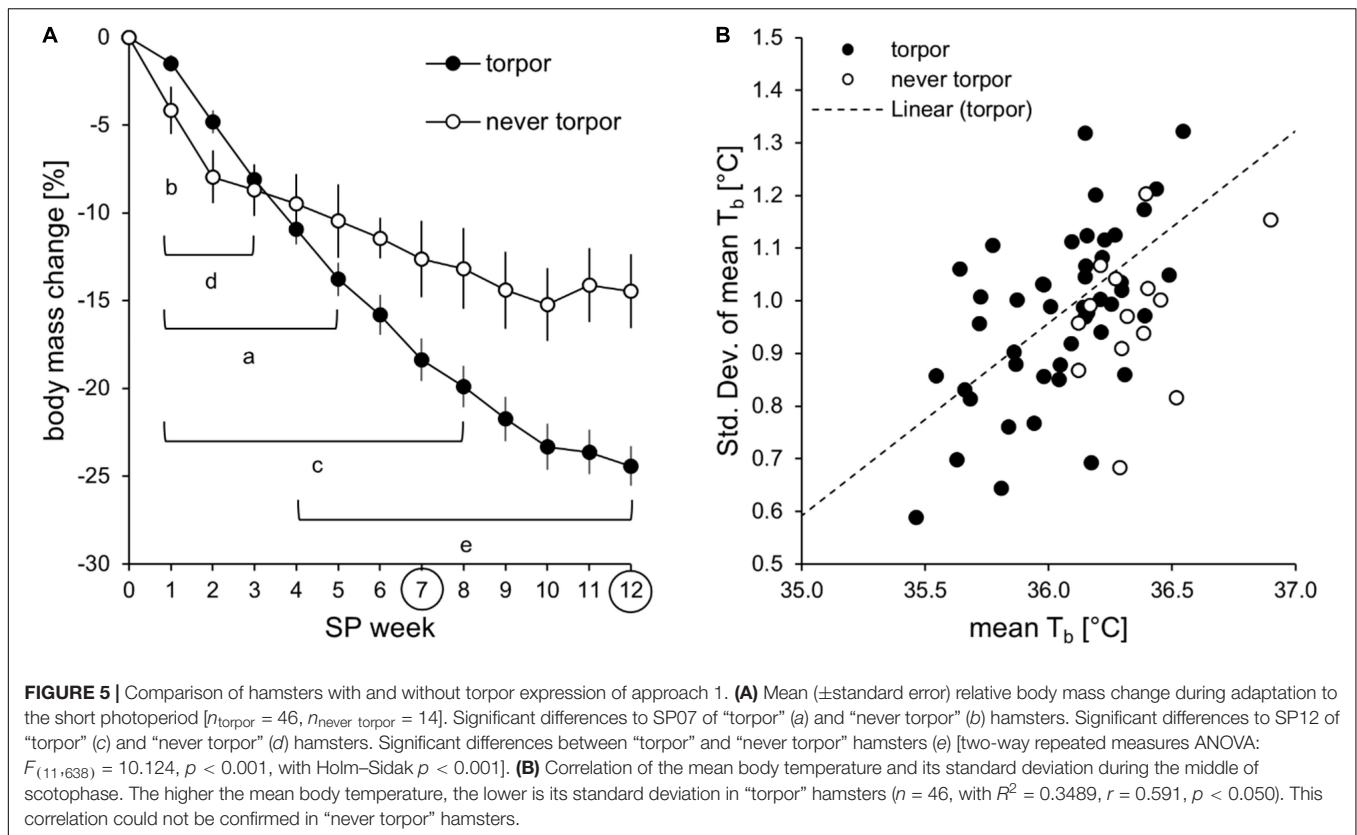 A
0
-5
-10
-15
-20
-25
-30
body mass change [%]
torpor
never torpor
b
d
a
c
e
0 1 2 3 4 5 6 7 8 9 10 11 12
SP week
B
1.5
1.4
1.3
1.2
1.1
1.0
0.9
0.8
0.7
0.6
0.5
Std. Dev. of mean Tb [°C]
torpor
never torpor
Linear (torpor)
35.0 35.5 36.0 36.5 37.0
mean Tb [°C]
FIGURE 5 | Comparison of hamsters with and without torpor expression of approach 1. (A) Mean (±standard error) relative body mass change during adaptation to
the short photoperiod [ntorpor = 46, nnever torpor = 14]. Significant differences to SP07 of “torpor” (a) and “never torpor” (b) hamsters. Significant differences to SP12 of
“torpor” (c) and “never torpor” (d) hamsters. Significant differences between “torpor” and “never torpor” hamsters (e) [two-way repeated measures ANOVA:
F(11,638) = 10.124, p < 0.001, with Holm–Sidak p < 0.001]. (B) Correlation of the mean body temperature and its standard deviation during the middle of
scotophase. The higher the mean body temperature, the lower is its standard deviation in “torpor” hamsters (n = 46, with R² = 0.3489, r = 0.591, p < 0.050). This
correlation could not be confirmed in “never torpor” hamsters.